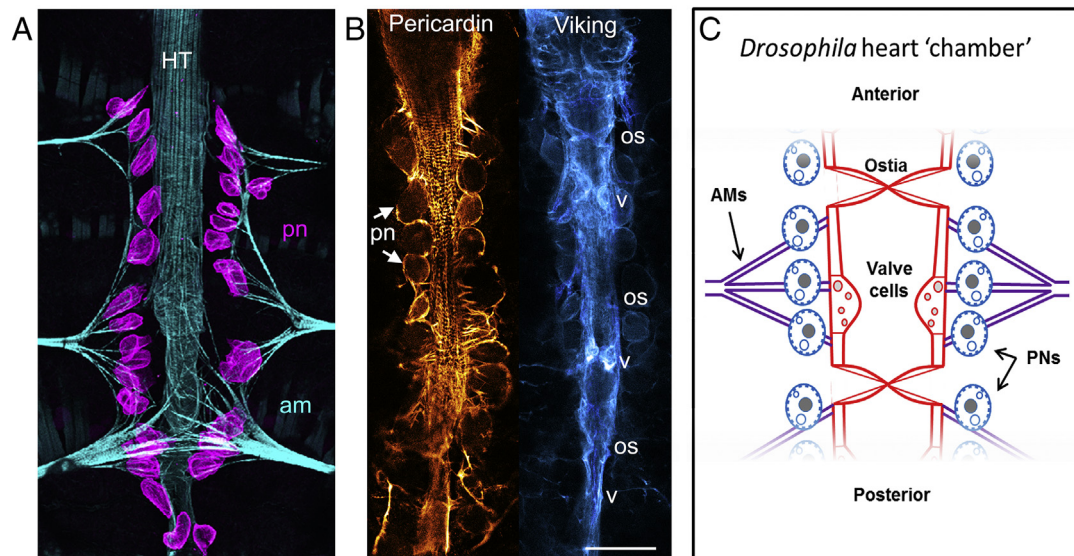 A
HT
pn
am
B
Pericardin
Viking
os
v
pn
os
v
os
v
C
Drosophila heart ‘chamber’
Anterior
Ostia
AMs
Valve
cells
PNs
Posterior